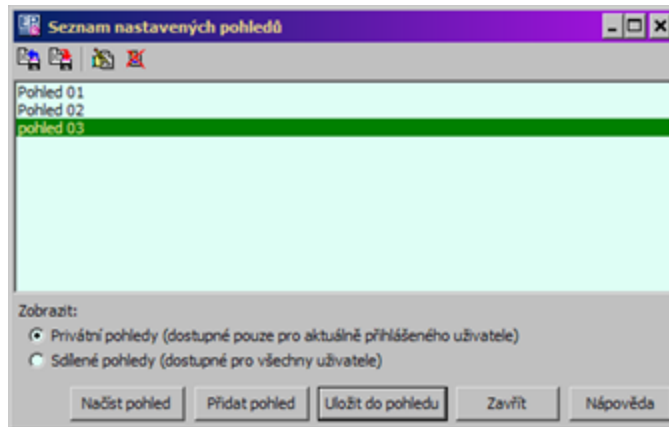 Seznam nastavených pohledů
Pohled 01
Pohled 02
pohled 03
Zobrazit:
Privátní pohledy (dostupné pouze pro aktuálně přihlášeného uživatele)
Sdílené pohledy (dostupné pro všechny uživatele)
Načíst pohled Přidat pohled Uložit do pohledu Zavřít Nápověda